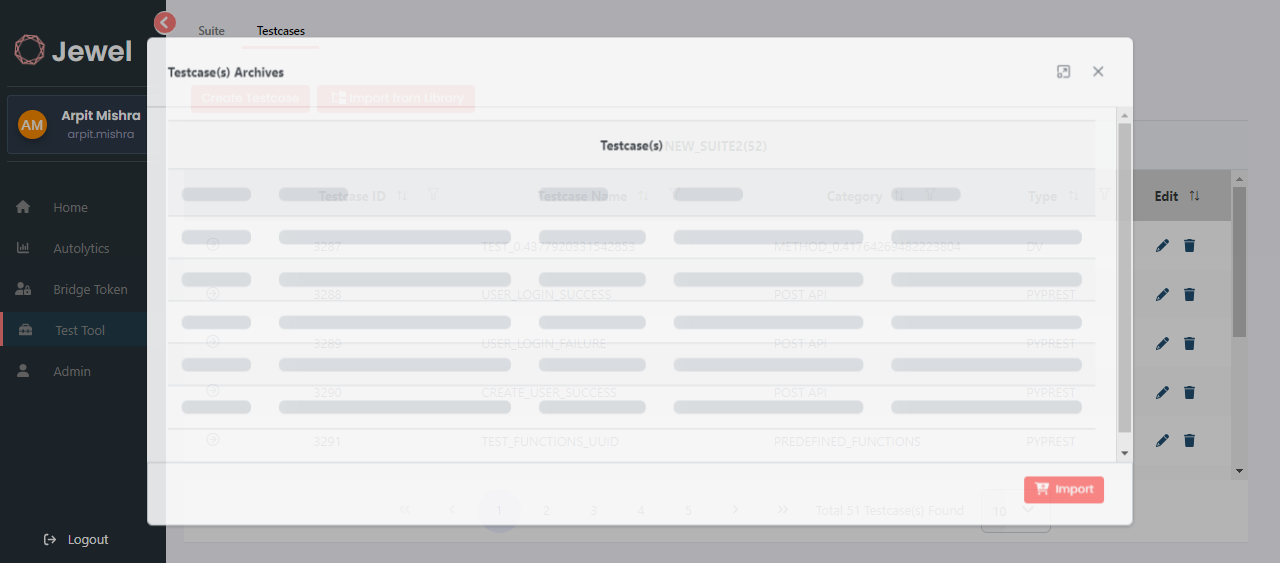 Suite Testcases
Jewel
Testcase(s) Archives
Create Testcase Import from Library
AM Arpit Mishra
arpit.mishra
Testcase(s) NEW_SUITE2(52)
Testcase ID Testcase Name Category Type Edit
Home
Autolytics
Bridge Token
Test Tool
Admin
3287 TEST_0.4377920331542853 METHOD_0.41764269482223804 DV
3288 USER_LOGIN_SUCCESS POST API PYPREST
3289 USER_LOGIN_FAILURE POST API PYPREST
3290 CREATE_USER_SUCCESS POST API PYPREST
3291 TEST_FUNCTIONS_UUID PREDEFINED_FUNCTIONS PYPREST
Import
1 2 3 4 5 Total 51 Testcase(s) Found 10
Logout